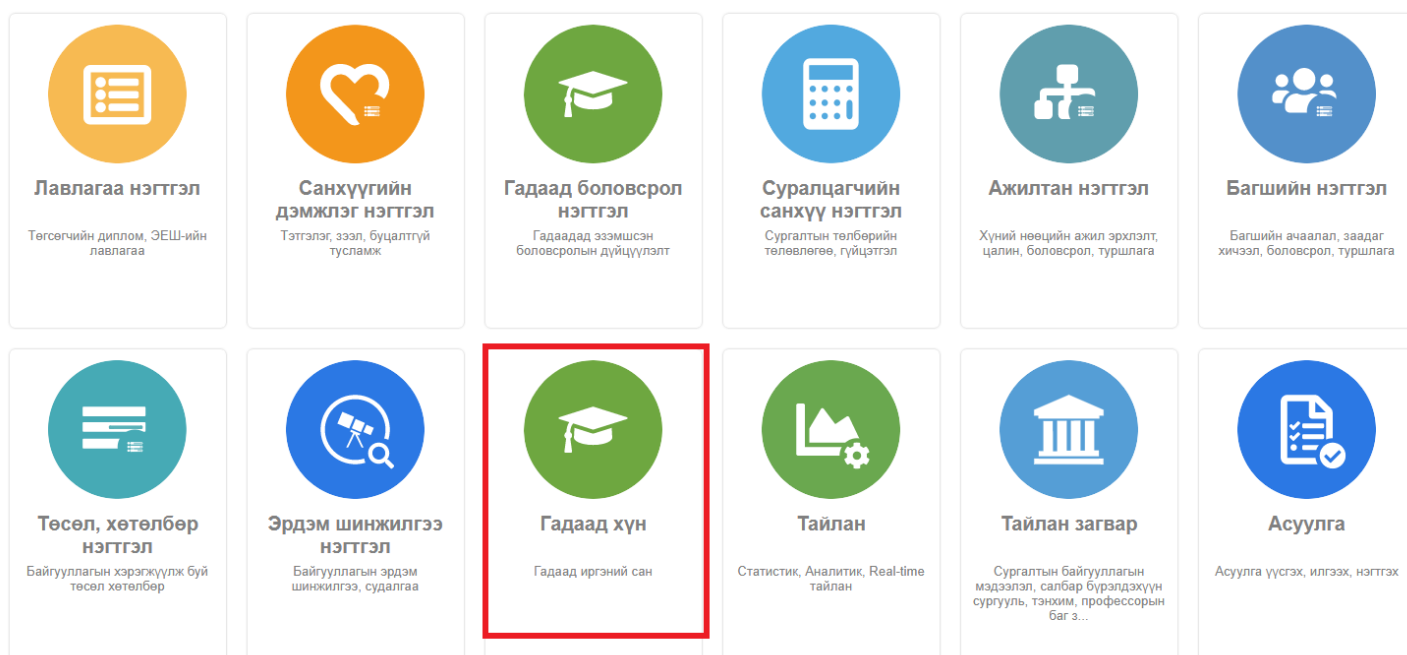 Лавлагаа нэгтгэл
Төгсөгчийн диплом, ЭЕШ-ийн
лавлагаа
Санхүүгийн
дэмжлэг нэгтгэл
Тэтгэлэг, зээл, буцалтгүй
тусламж
Гадаад боловсрол
нэгтгэл
Гадаадад эзэмшсэн
боловсролын дүйцүүлэлт
Суралцагчийн
санхүү нэгтгэл
Сургалтын төлбөрийн
төлөвлөгөө, гүйцэтгэл
Ажилтан нэгтгэл
Хүний нөөцийн ажил эрхлэлт,
цалин, боловсрол, туршлага
Багшийн нэгтгэл
Багшийн ачаалал, заадаг
хичээл, боловсрол, туршлага
Төсөл, хөтөлбөр
нэгтгэл
Байгууллагын хэрэгжүүлж буй
төсөл хөтөлбөр
Эрдэм шинжилгээ
нэгтгэл
Байгууллагын эрдэм
шинжилгээ, судалгаа
Гадаад хүн
Гадаад иргэний сан
Тайлан
Статистик, Аналитик, Real-time
тайлан
Тайлан загвар
Сургалтын байгууллагын
мэдээлэл, салбар бүрэлдэхүүн
сургууль, тэнхим, профессорын
баг з...
Асуулга
Асуулга үүсгэх, илгээх, нэгтгэх